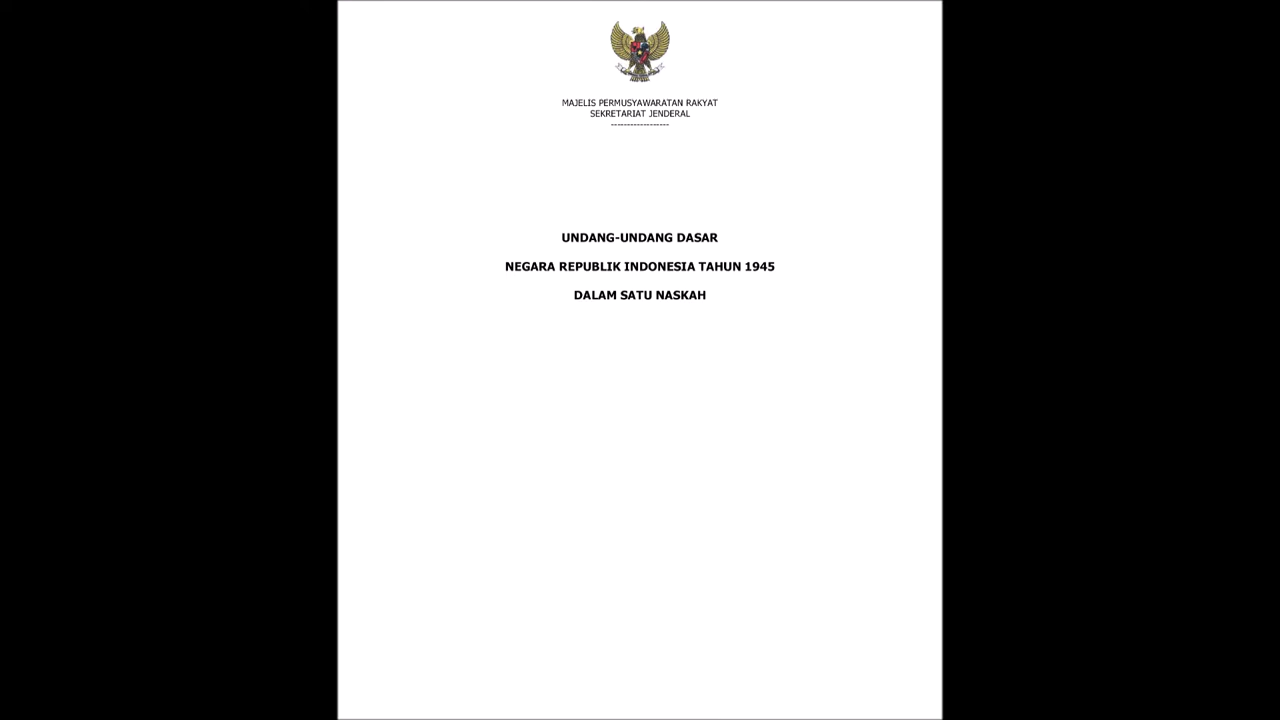 MAJELIS PERMUSYAWARATAN RAKYAT
SEKRETARIAT JENDERAL
------------------
UNDANG-UNDANG DASAR
NEGARA REPUBLIK INDONESIA TAHUN 1945
DALAM SATU NASKAH